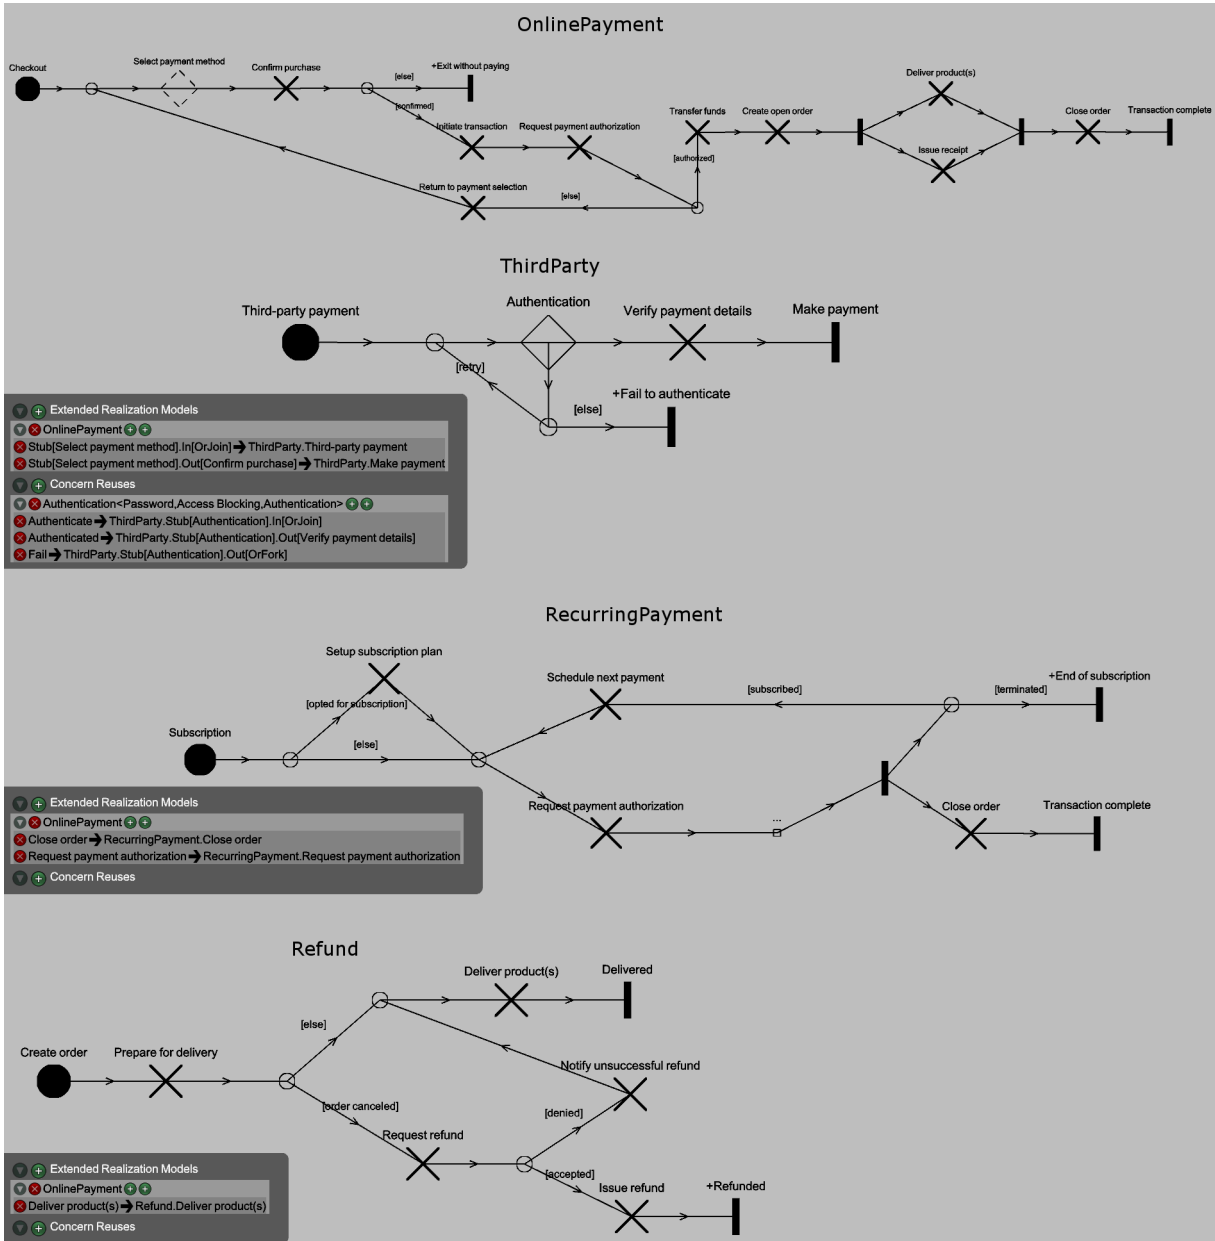 OnlinePayment
Checkout
Select payment method
Confirm purchase
[else]
+Exit without paying
[confirmed]
Initiate transaction
Request payment authorization
Return to payment selection
[else]
[authorized]
Transfer funds
Create open order
Deliver product(s)
Issue receipt
Close order
Transaction complete
ThirdParty
Third-party payment
Authentication
Verify payment details
Make payment
[retry]
[else]
+Fail to authenticate
Extended Realization Models
OnlinePayment
Stub[Select payment method].In[OrJoin]➔ThirdParty.Third-party payment
Stub[Select payment method].Out[Confirm purchase]➔ThirdParty.Make payment
Concern Reuses
Authentication<Password,Access Blocking,Authentication>
Authenticate➔ThirdParty.Stub[Authentication].In[OrJoin]
Authenticated➔ThirdParty.Stub[Authentication].Out[Verify payment details]
Fail➔ThirdParty.Stub[Authentication].Out[OrFork]
RecurringPayment
Setup subscription plan
[opted for subscription]
Subscription
[else]
Schedule next payment
[subscribed]
[terminated]
+End of subscription
Request payment authorization
...
Close order
Transaction complete
Extended Realization Models
OnlinePayment
Close order➔RecurringPayment.Close order
Request payment authorization➔RecurringPayment.Request payment authorization
Concern Reuses
Refund
Create order
Prepare for delivery
[else]
Deliver product(s)
Delivered
[order canceled]
Request refund
Notify unsuccessful refund
[denied]
[accepted]
Issue refund
+Refunded
Extended Realization Models
OnlinePayment
Deliver product(s)➔Refund.Deliver product(s)
Concern Reuses